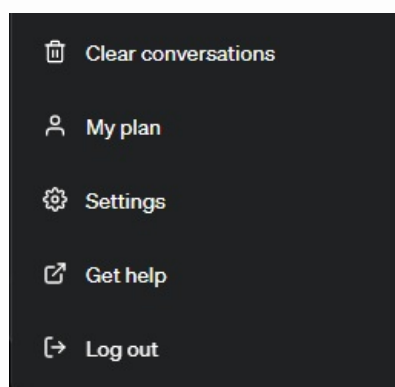 Clear conversations
My plan
Settings
Get help
Log out